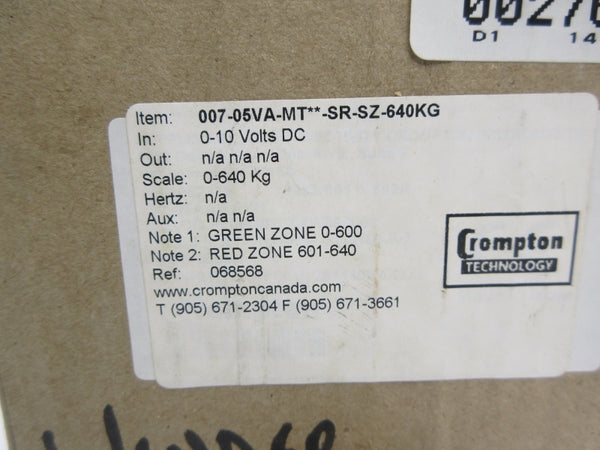 D1 14
Item: 007-05VA-MT**-SR-SZ-640KG
In: 0-10 Volts DC
Out: n/a n/a n/a
Scale: 0-640 Kg
Hertz: n/a
Aux: n/a n/a
Note 1: GREEN ZONE 0-600
Note 2: RED ZONE 601-640
Ref: 068568
www.cromptoncanada.com
T (905) 671-2304 F (905) 671-3661
Crompton
TECHNOLOGY